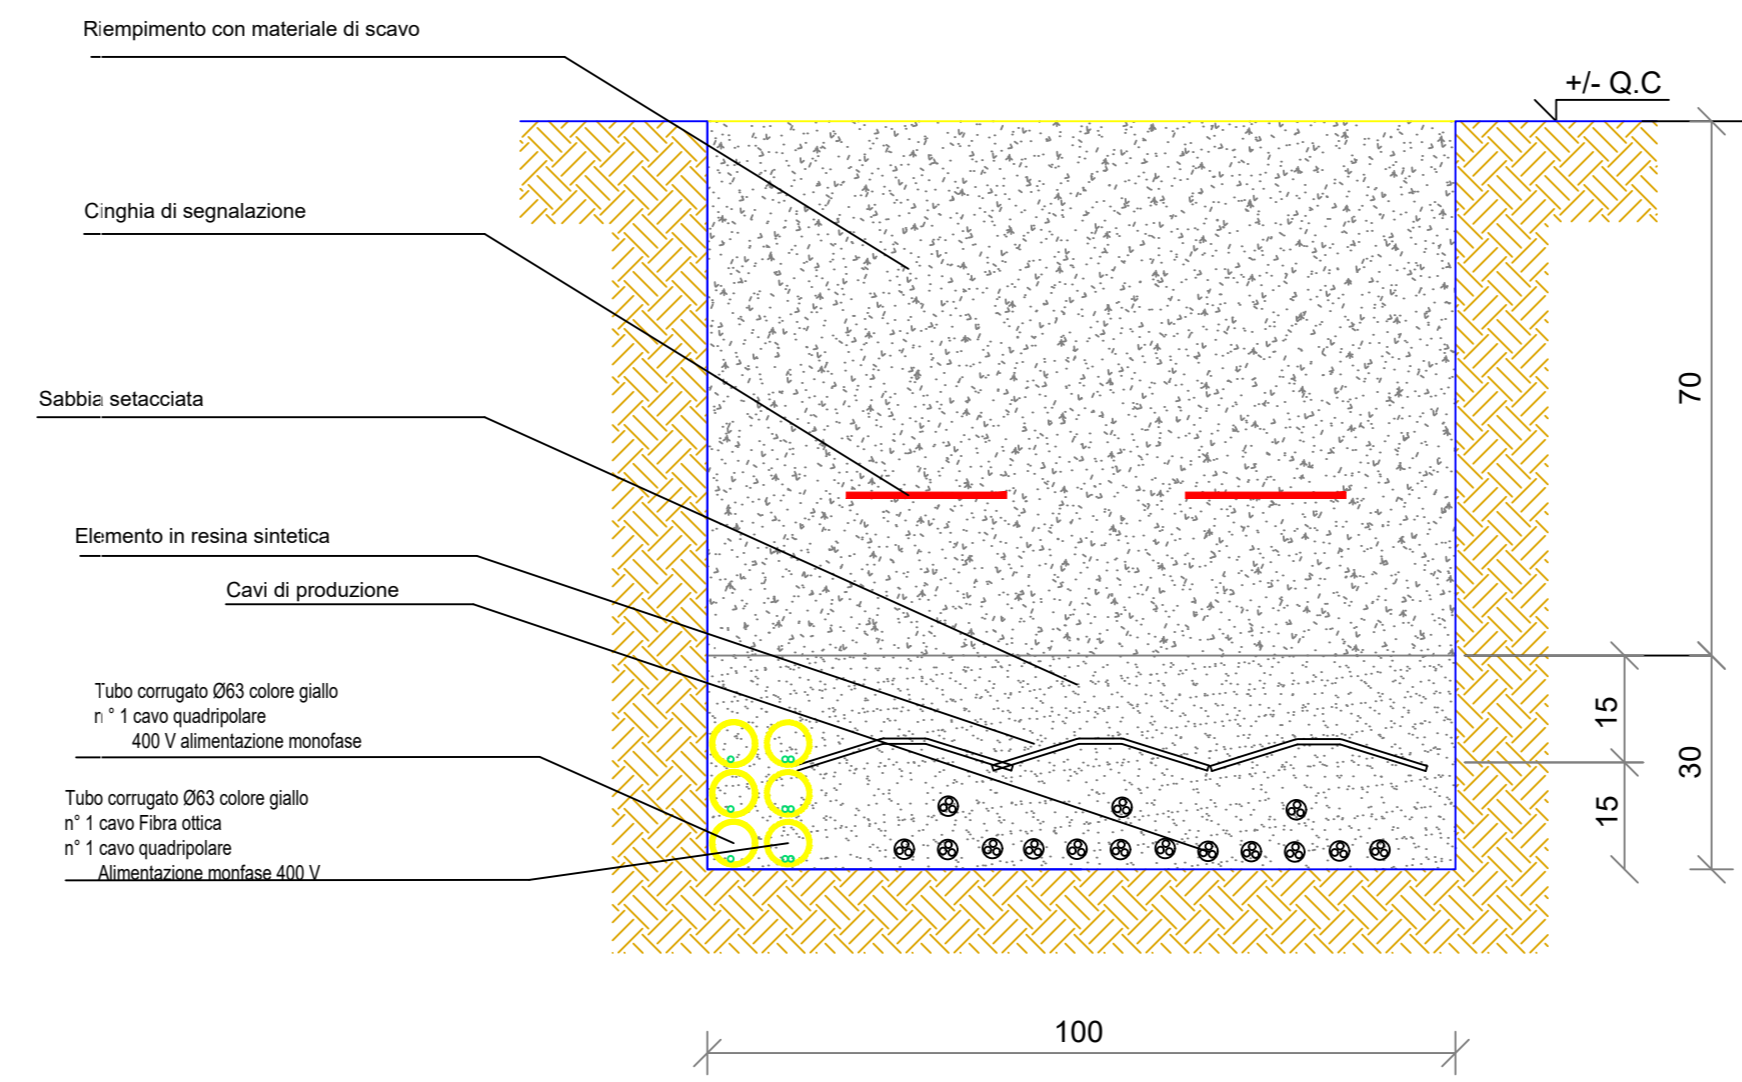 Riempimento con materiale di scavo
+/- Q.C
Cinghia di segnalazione
70
Sabbia setacciata
Elemento in resina sintetica
Cavi di produzione
Tubo corrugato Ø63 colore giallo
n° 1 cavo quadripolare
400 V alimentazione monofase
15
30
15
Tubo corrugato Ø63 colore giallo
n° 1 cavo Fibra ottica
n° 1 cavo quadripolare
Alimentazione monfase 400 V
100